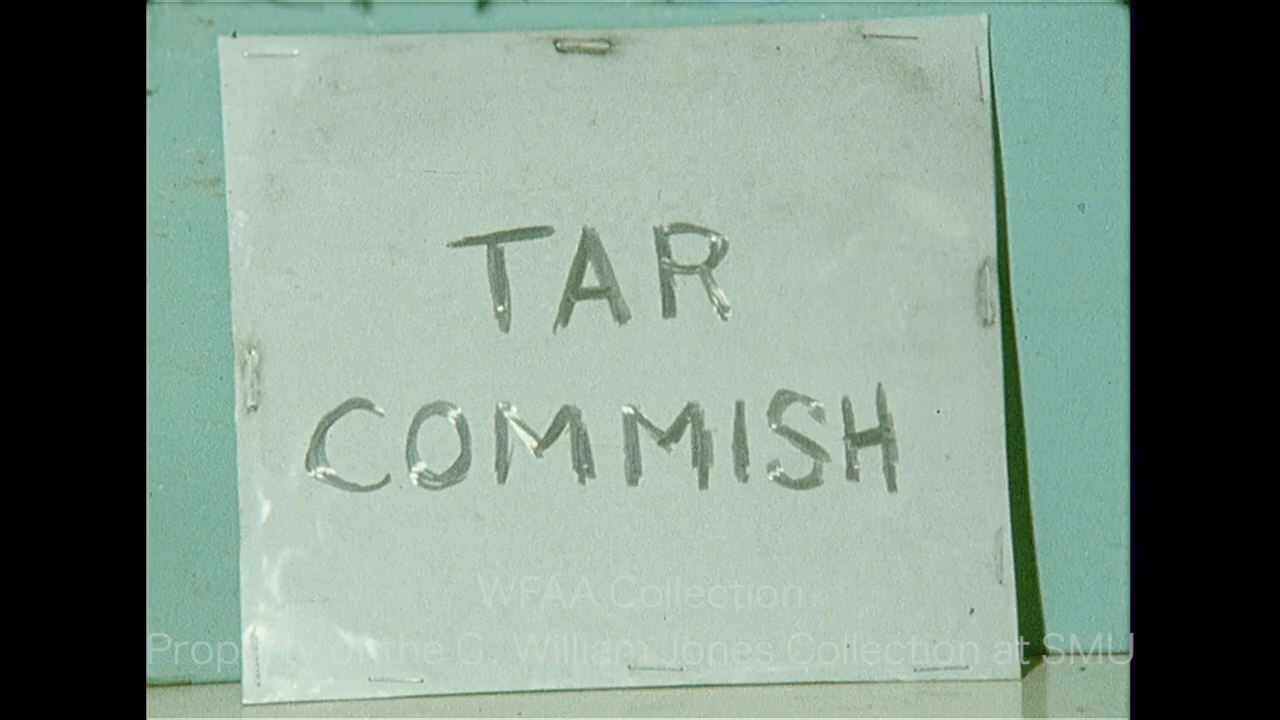 TAR
COMMISH
WFAA Collection
Property of the G. William Jones Collection at SMU